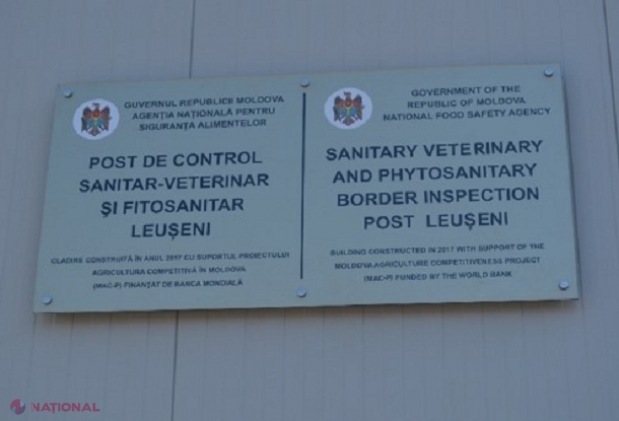 GUVERNUL REPUBLICII MOLDOVA
AGENȚIA NAȚIONALĂ PENTRU
SIGURANȚA ALIMENTELOR
POST DE CONTROL
SANITAR-VETERINAR
ȘI FITOSANITAR
LEUȘENI
CLĂDIRE CONSTRUITĂ ÎN ANUL 2017 CU SUPORTUL PROIECTULUI
AGRICULTURA COMPETITIVĂ ÎN MOLDOVA
(MAC-P) FINANȚAT DE BANCA MONDIALĂ
GOVERNMENT OF THE
REPUBLIC OF MOLDOVA
NATIONAL FOOD SAFETY AGENCY
SANITARY VETERINARY
AND PHYTOSANITARY
BORDER INSPECTION
POST LEUȘENI
BUILDING CONSTRUCTED IN 2017 WITH SUPPORT OF THE
MOLDOVA AGRICULTURE COMPETITIVENESS PROJECT
(MAC-P) FUNDED BY THE WORLD BANK
NAȚIONAL